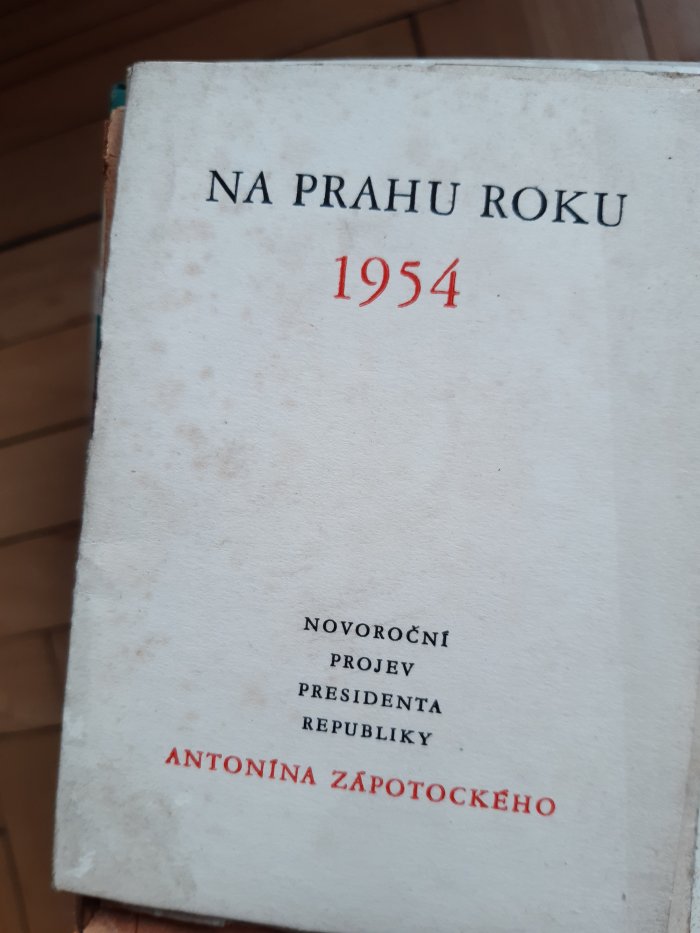 NA PRAHU ROKU
1954
NOVOROČNÍ
PROJEV
PRESIDENTA
REPUBLIKY
ANTONÍNA ZÁPOTOCKÉHO